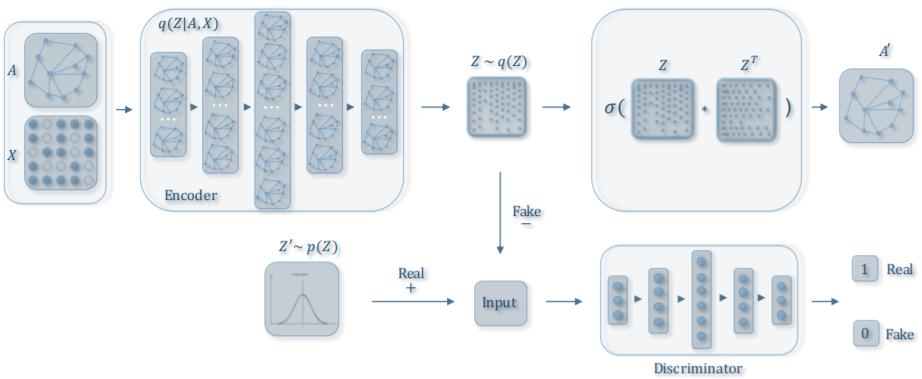 q(Z|A, X)
A
X
Encoder
Z ~ q(Z)
σ( Z * Z^T )
A′
Fake
−
Z′~ p(Z)
Real
+
Input
Discriminator
1 Real
0 Fake